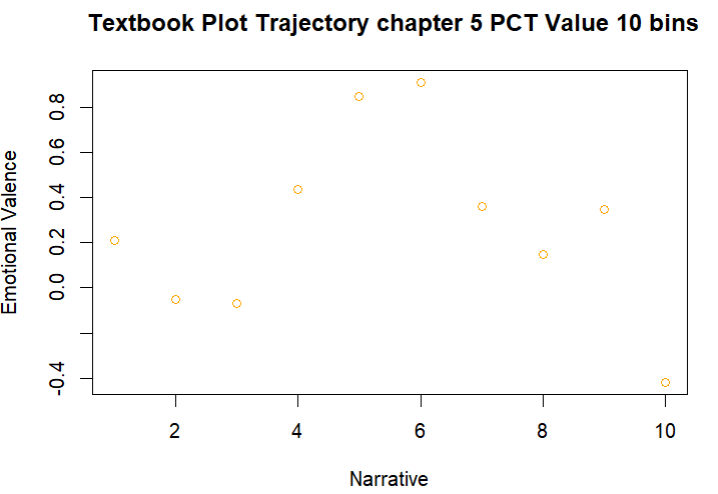 Textbook Plot Trajectory chapter 5 PCT Value 10 bins
Emotional Valence
0.8
0.6
0.4
0.2
0.0
-0.4
2 4 6 8 10
Narrative